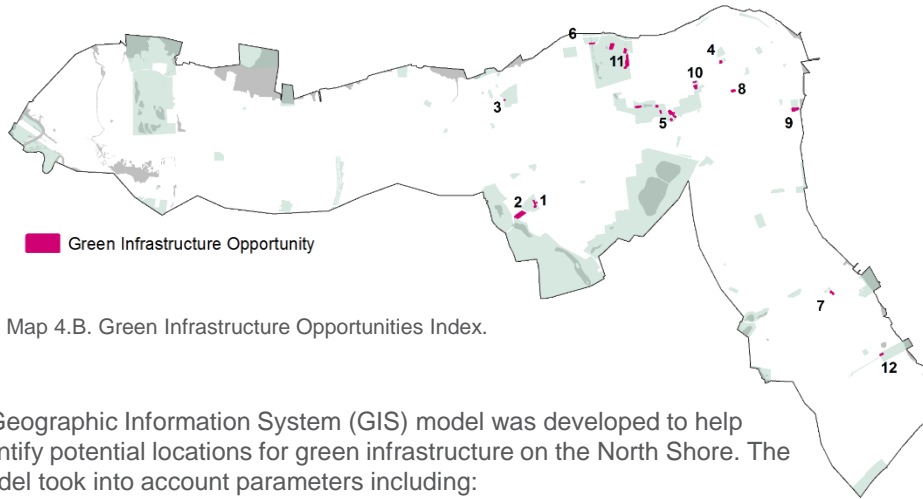 6
4
11
10
8
3
5
9
2
1
Green Infrastructure Opportunity
7
Map 4.B. Green Infrastructure Opportunities Index.
12
Geographic Information System (GIS) model was developed to help
ntify potential locations for green infrastructure on the North Shore. The
del took into account parameters including: